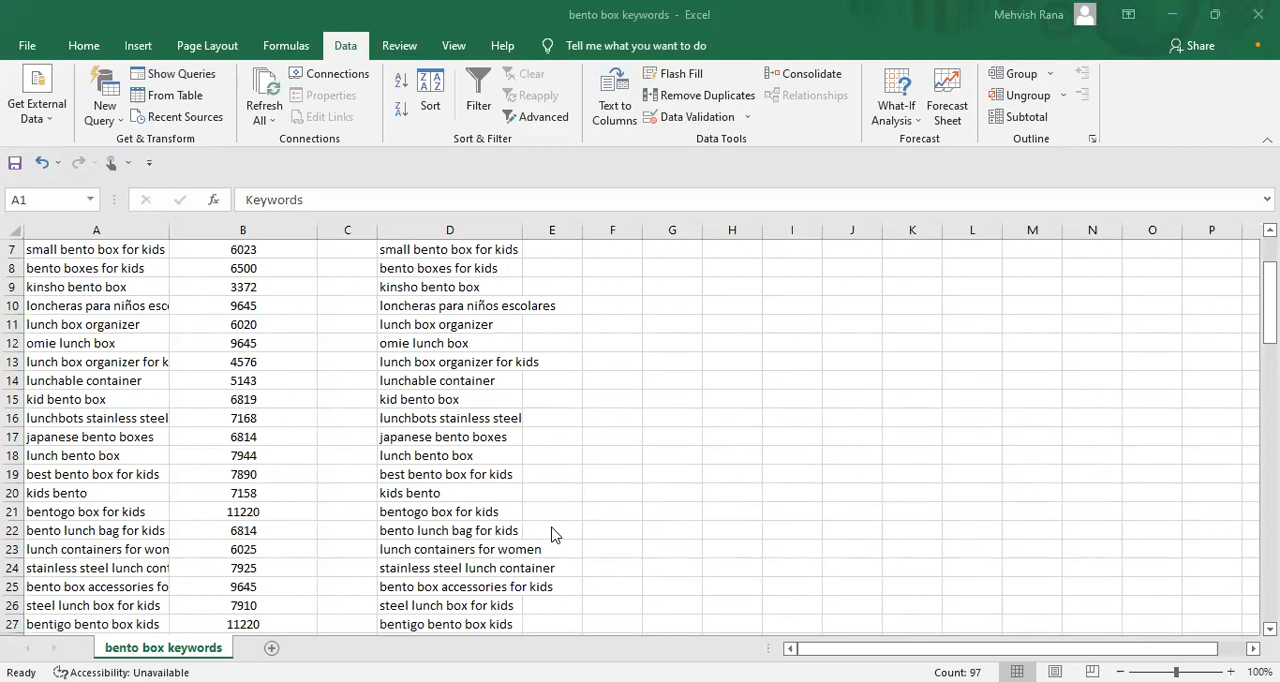 bento box keywords - Excel
Mehvish Rana
File Home Insert Page Layout Formulas Data Review View Help Tell me what you want to do Share
Get External Data
New Query
Show Queries
From Table
Recent Sources
Get & Transform
Refresh All
Connections
Properties
Edit Links
Connections
Sort
Filter
Clear
Reapply
Advanced
Sort & Filter
Text to Columns
Flash Fill
Remove Duplicates
Data Validation
Consolidate
Relationships
Data Tools
What-If Analysis
Forecast Sheet
Forecast
Group
Ungroup
Subtotal
Outline
A1 fx Keywords
A B C D E F G H I J K L M N O P
7 small bento box for kids 6023 small bento box for kids
8 bento boxes for kids 6500 bento boxes for kids
9 kinsho bento box 3372 kinsho bento box
10 loncheras para niños esco 9645 loncheras para niños escolares
11 lunch box organizer 6020 lunch box organizer
12 omie lunch box 9645 omie lunch box
13 lunch box organizer for k 4576 lunch box organizer for kids
14 lunchable container 5143 lunchable container
15 kid bento box 6819 kid bento box
16 lunchbots stainless steel 7168 lunchbots stainless steel
17 japanese bento boxes 6814 japanese bento boxes
18 lunch bento box 7944 lunch bento box
19 best bento box for kids 7890 best bento box for kids
20 kids bento 7158 kids bento
21 bentogo box for kids 11220 bentogo box for kids
22 bento lunch bag for kids 6814 bento lunch bag for kids
23 lunch containers for wom 6025 lunch containers for women
24 stainless steel lunch con 7925 stainless steel lunch container
25 bento box accessories fo 9645 bento box accessories for kids
26 steel lunch box for kids 7910 steel lunch box for kids
27 bentigo bento box kids 11220 bentigo bento box kids
bento box keywords
Ready Accessibility: Unavailable Count: 97 100%